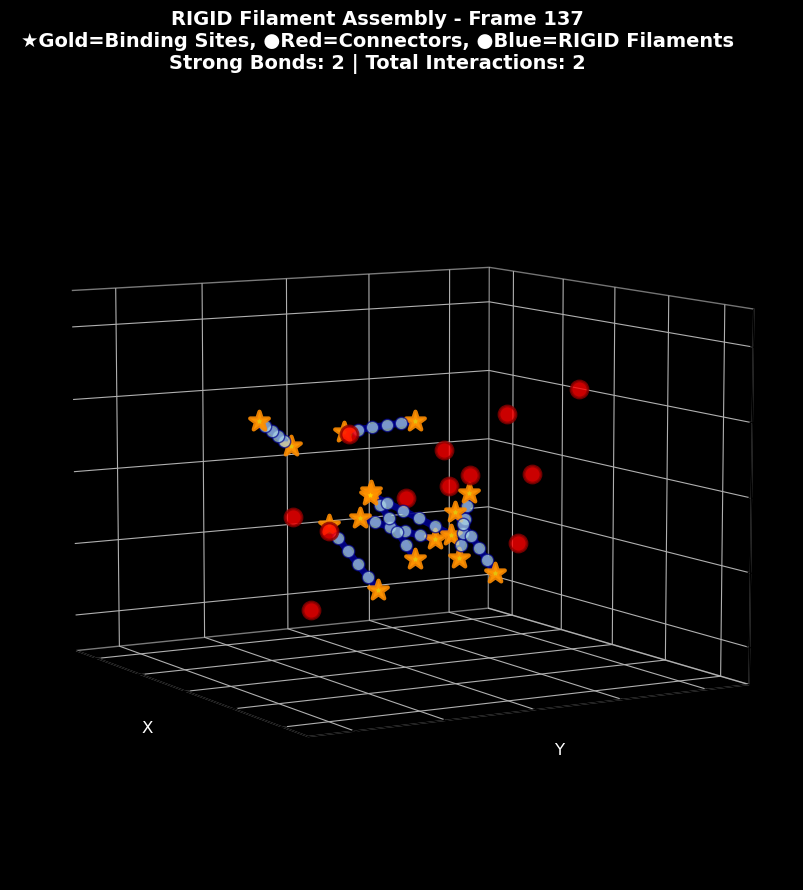 RIGID Filament Assembly - Frame 137
★Gold=Binding Sites, ●Red=Connectors, ●Blue=RIGID Filaments
Strong Bonds: 2 | Total Interactions: 2
X
Y